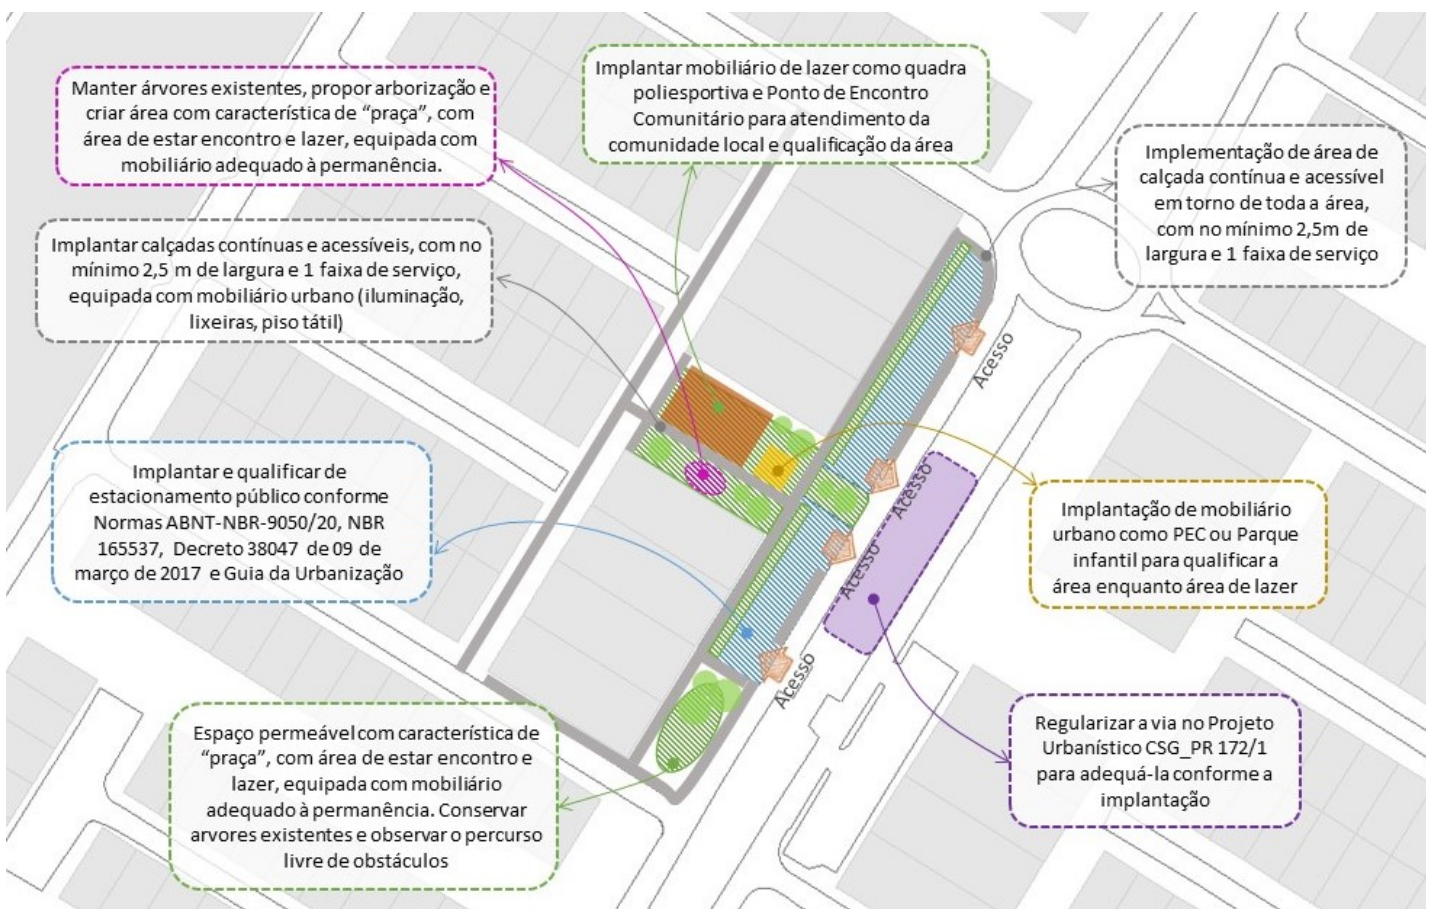 Manter árvores existentes, propor arborização e
criar área com característica de “praça”, com
área de estar encontro e lazer, equipada com
mobiliário adequado à permanência.
Implantar mobiliário de lazer como quadra
poliesportiva e Ponto de Encontro
Comunitário para atendimento da
comunidade local e qualificação da área
Implementação de área de
calçada contínua e acessível
em torno de toda a área,
com no mínimo 2,5m de
largura e 1 faixa de serviço
Implantar calçadas contínuas e acessíveis, com no
mínimo 2,5 m de largura e 1 faixa de serviço,
equipada com mobiliário urbano (iluminação,
lixeiras, piso tátil)
Acesso
Acesso
Acesso
Acesso
Implantar e qualificar de
estacionamento público conforme
Normas ABNT-NBR-9050/20, NBR
165537, Decreto 38047 de 09 de
março de 2017 e Guia da Urbanização
Implantação de mobiliário
urbano como PEC ou Parque
infantil para qualificar a
área enquanto área de lazer
Espaço permeável com característica de
“praça”, com área de estar encontro e
lazer, equipada com mobiliário
adequado à permanência. Conservar
arvores existentes e observar o percurso
livre de obstáculos
Regularizar a via no Projeto
Urbanístico CSG_PR 172/1
para adequá-la conforme a
implantação